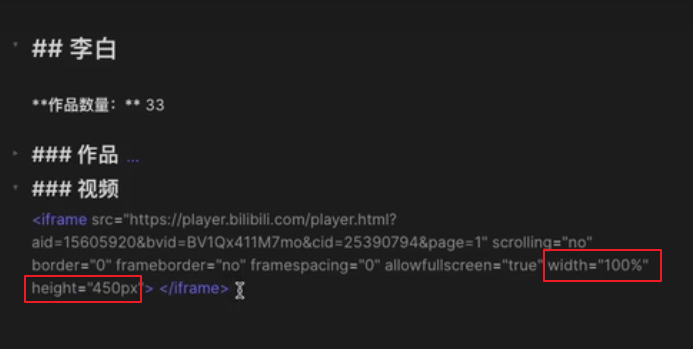 ## 李白
**作品数量：** 33
### 作品 ...
### 视频
<iframe src="https://player.bilibili.com/player.html?
aid=15605920&bvid=BV1Qx411M7mo&cid=25390794&page=1" scrolling="no"
border="0" frameborder="no" framespacing="0" allowfullscreen="true" width="100%"
height="450px"> </iframe>